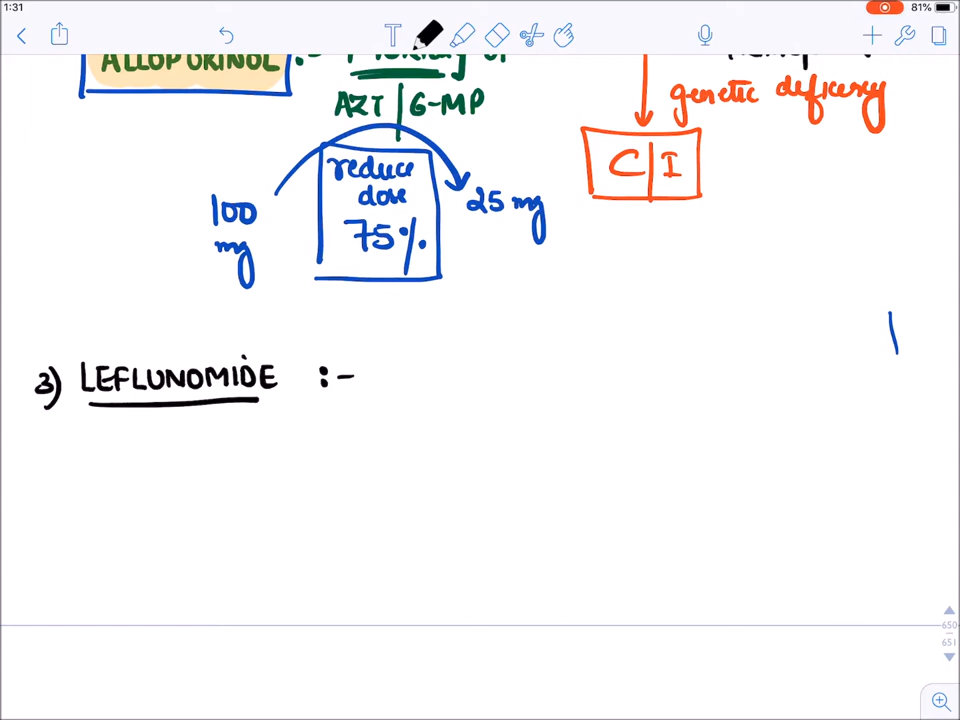 1:31
81%
T
ALLOPURINOL :-
AZT | 6-MP
genetic deficency
C | I
reduce
dose
75%
100
mg
25 mg
3) LEFLUNOMIDE :-
650
651